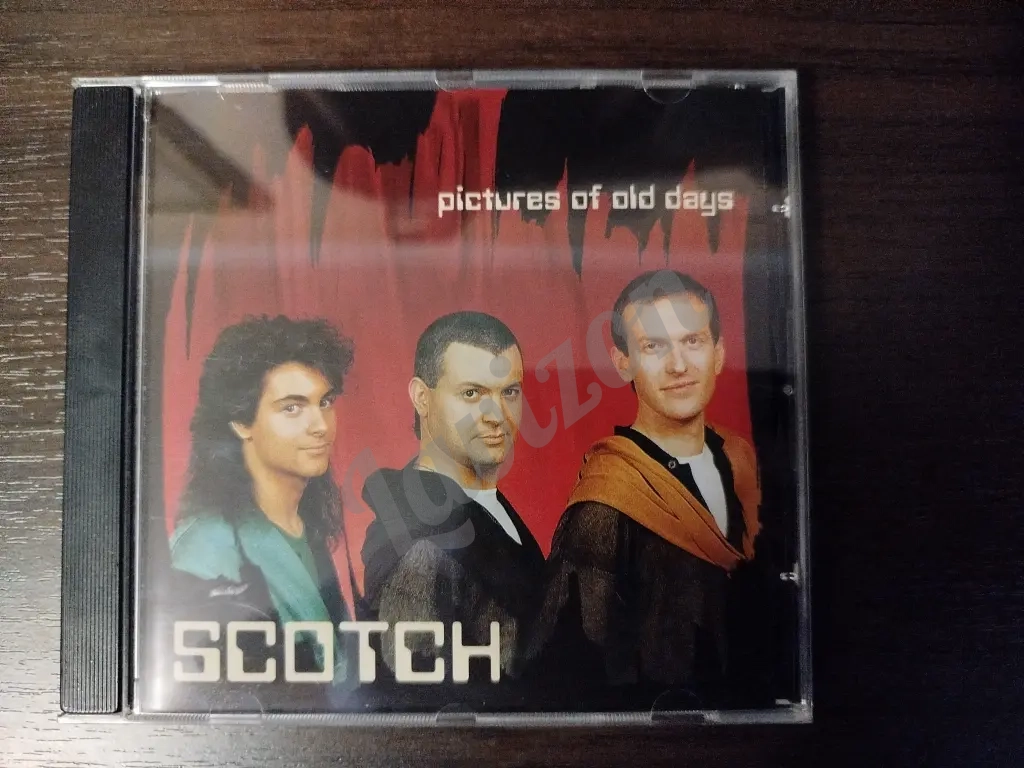 pictures of old days
SCOTCH